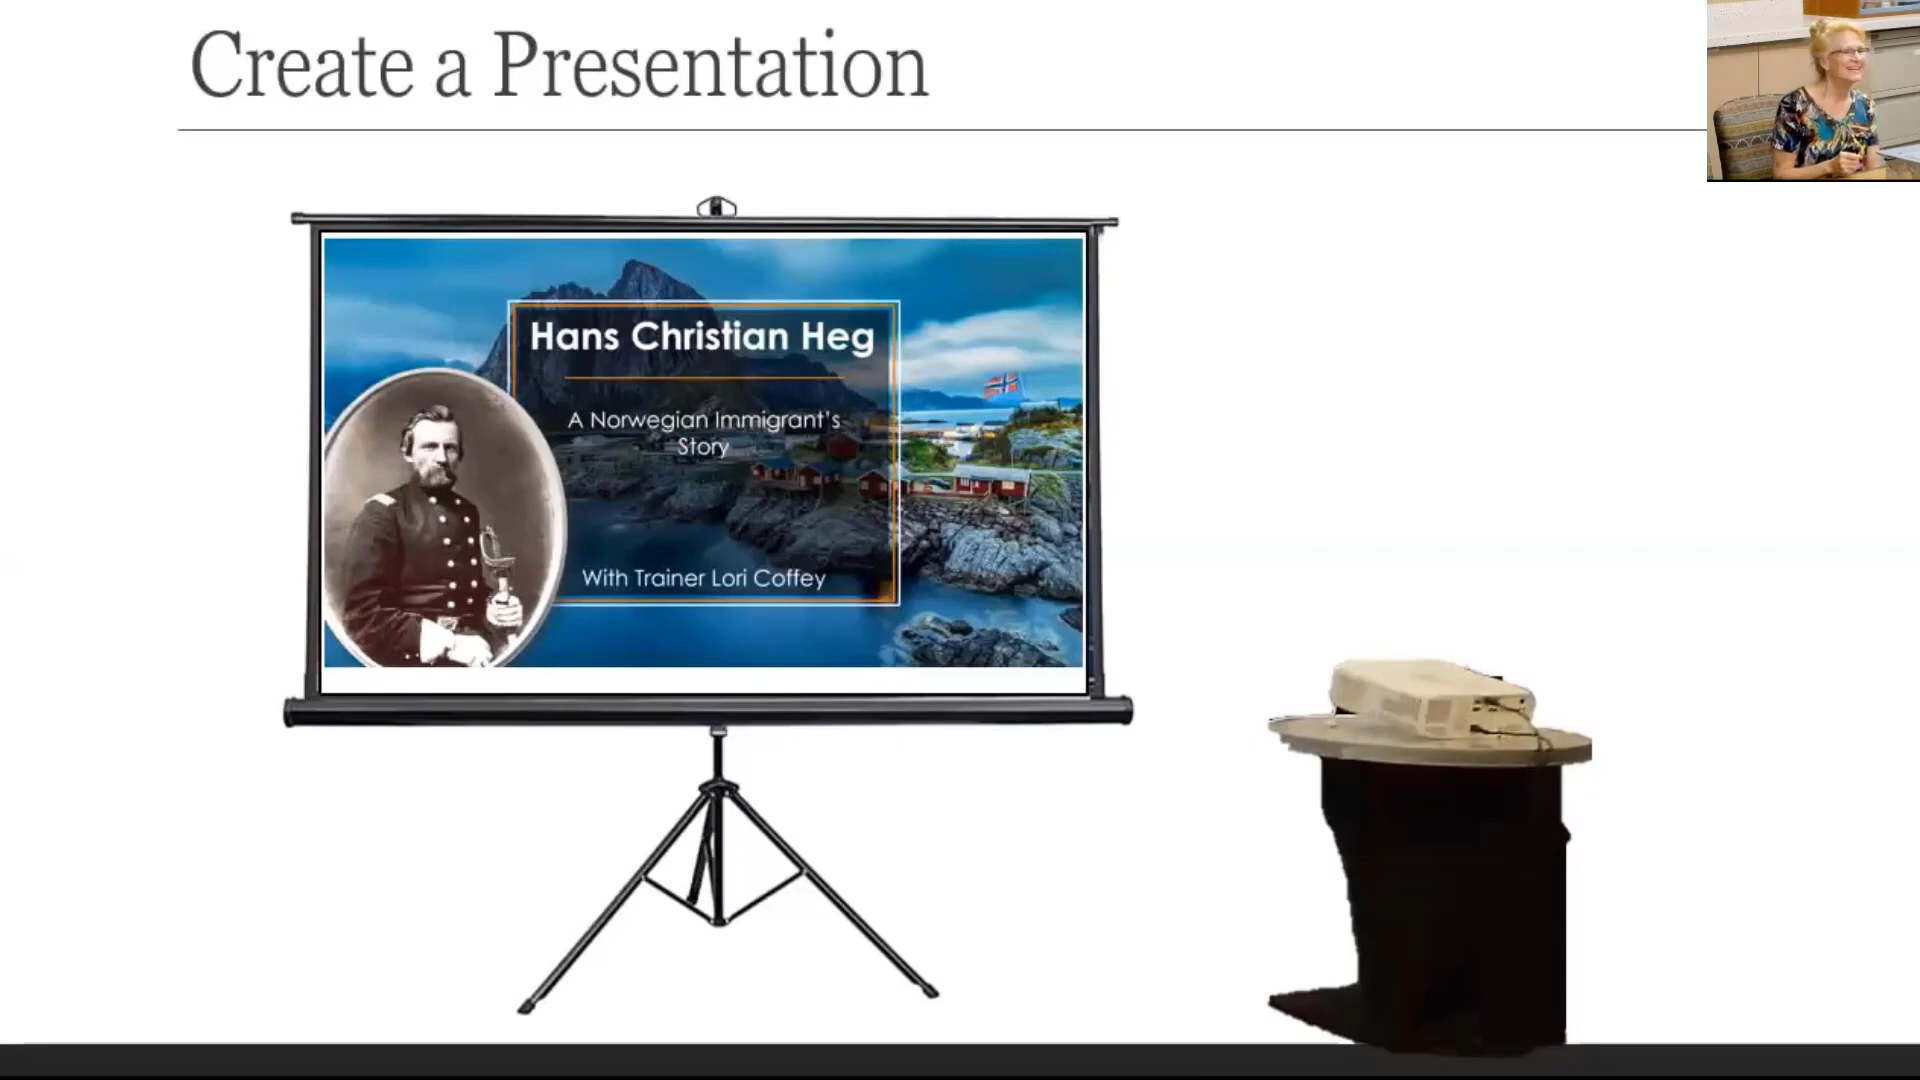 Create a Presentation
Hans Christian Heg
A Norwegian Immigrant's
Story
With Trainer Lori Coffey